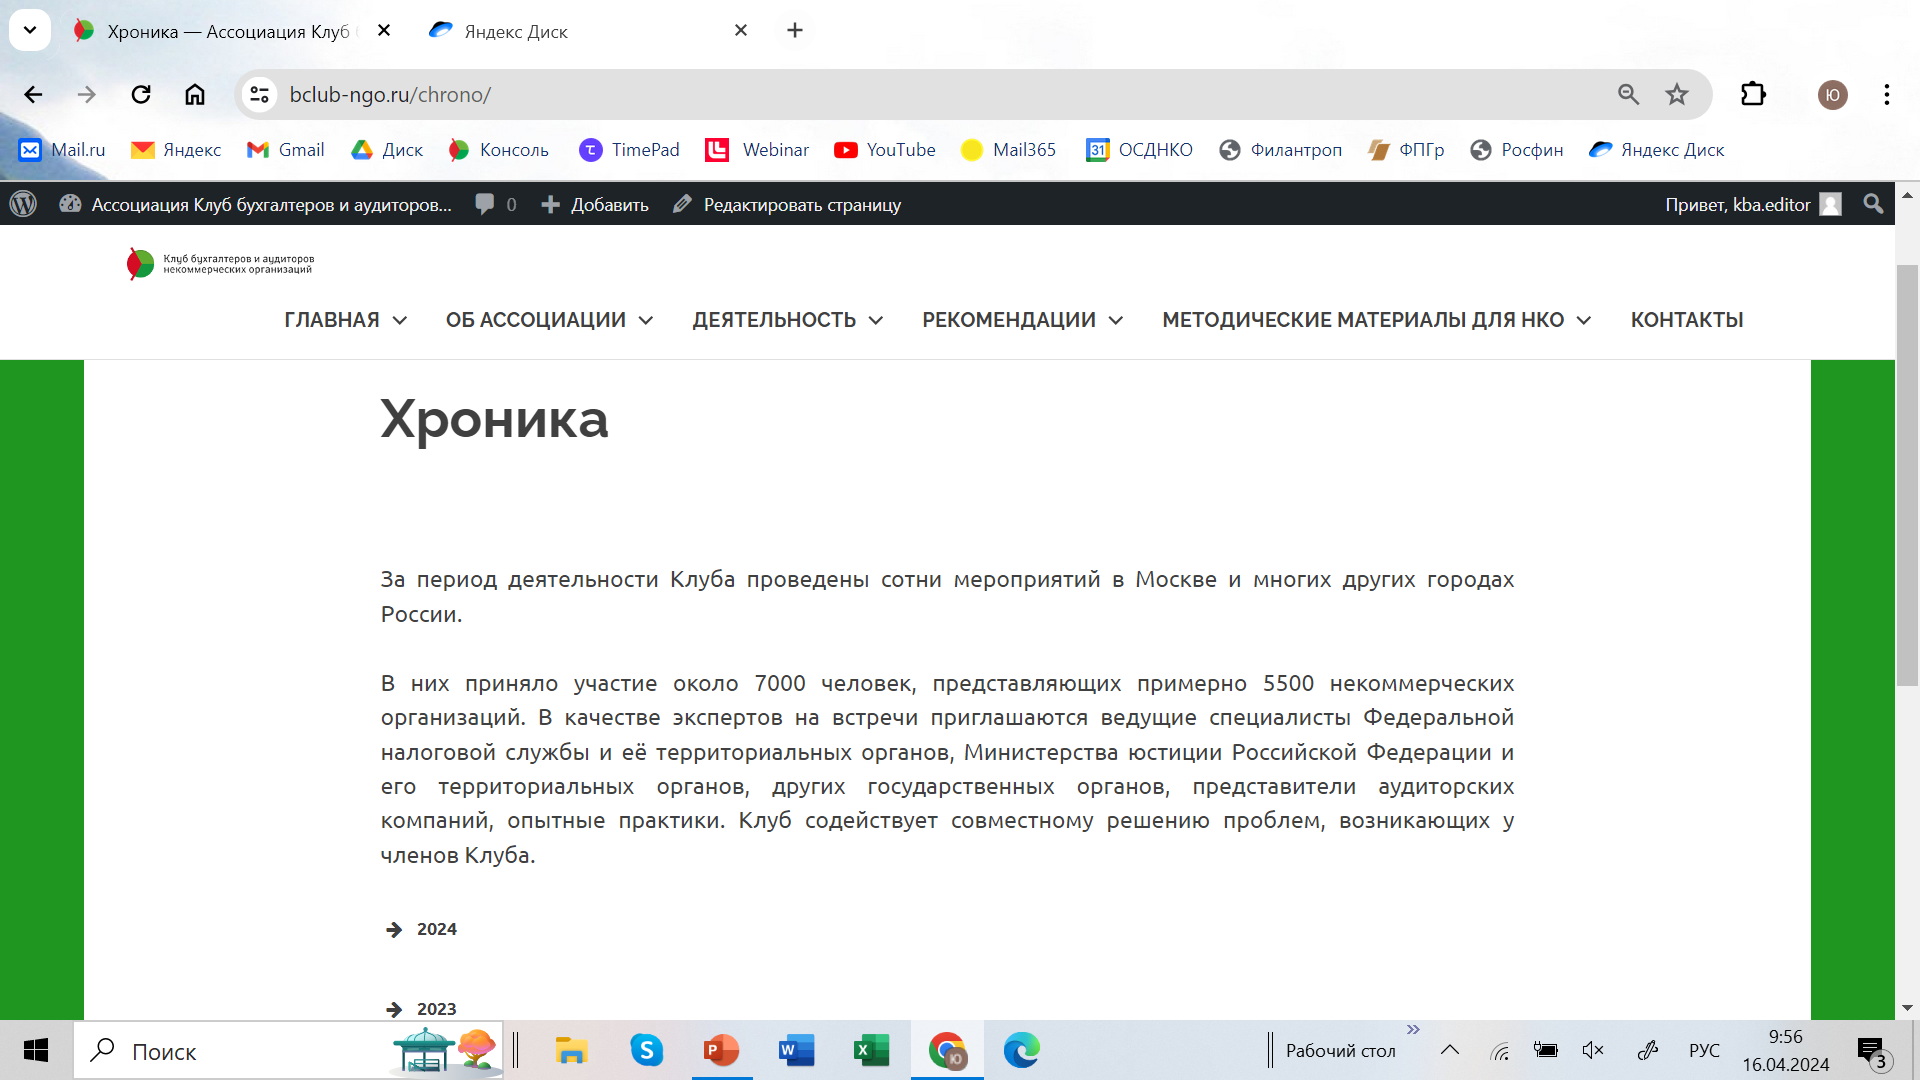 Хроника — Ассоциация Клуб
Яндекс Диск
bclub-ngo.ru/chrono/
Ю
Mail.ru
Яндекс
Gmail
Диск
Консоль
TimePad
Webinar
YouTube
Mail365
31
ОСДНКО
Филантроп
ФПГр
Росфин
Яндекс Диск
Ассоциация Клуб бухгалтеров и аудиторов...
0
Добавить
Редактировать страницу
Привет, kba.editor
Клуб бухгалтеров и аудиторов
некоммерческих организаций
ГЛАВНАЯ
ОБ АССОЦИАЦИИ
ДЕЯТЕЛЬНОСТЬ
РЕКОМЕНДАЦИИ
МЕТОДИЧЕСКИЕ МАТЕРИАЛЫ ДЛЯ НКО
КОНТАКТЫ
Хроника
За период деятельности Клуба проведены сотни мероприятий в Москве и многих других городах
России.
В них приняло участие около 7000 человек, представляющих примерно 5500 некоммерческих
организаций. В качестве экспертов на встречи приглашаются ведущие специалисты Федеральной
налоговой службы и её территориальных органов, Министерства юстиции Российской Федерации и
его территориальных органов, других государственных органов, представители аудиторских
компаний, опытные практики. Клуб содействует совместному решению проблем, возникающих у
членов Клуба.
2024
2023
Поиск
Рабочий стол
РУС
9:56
16.04.2024
3